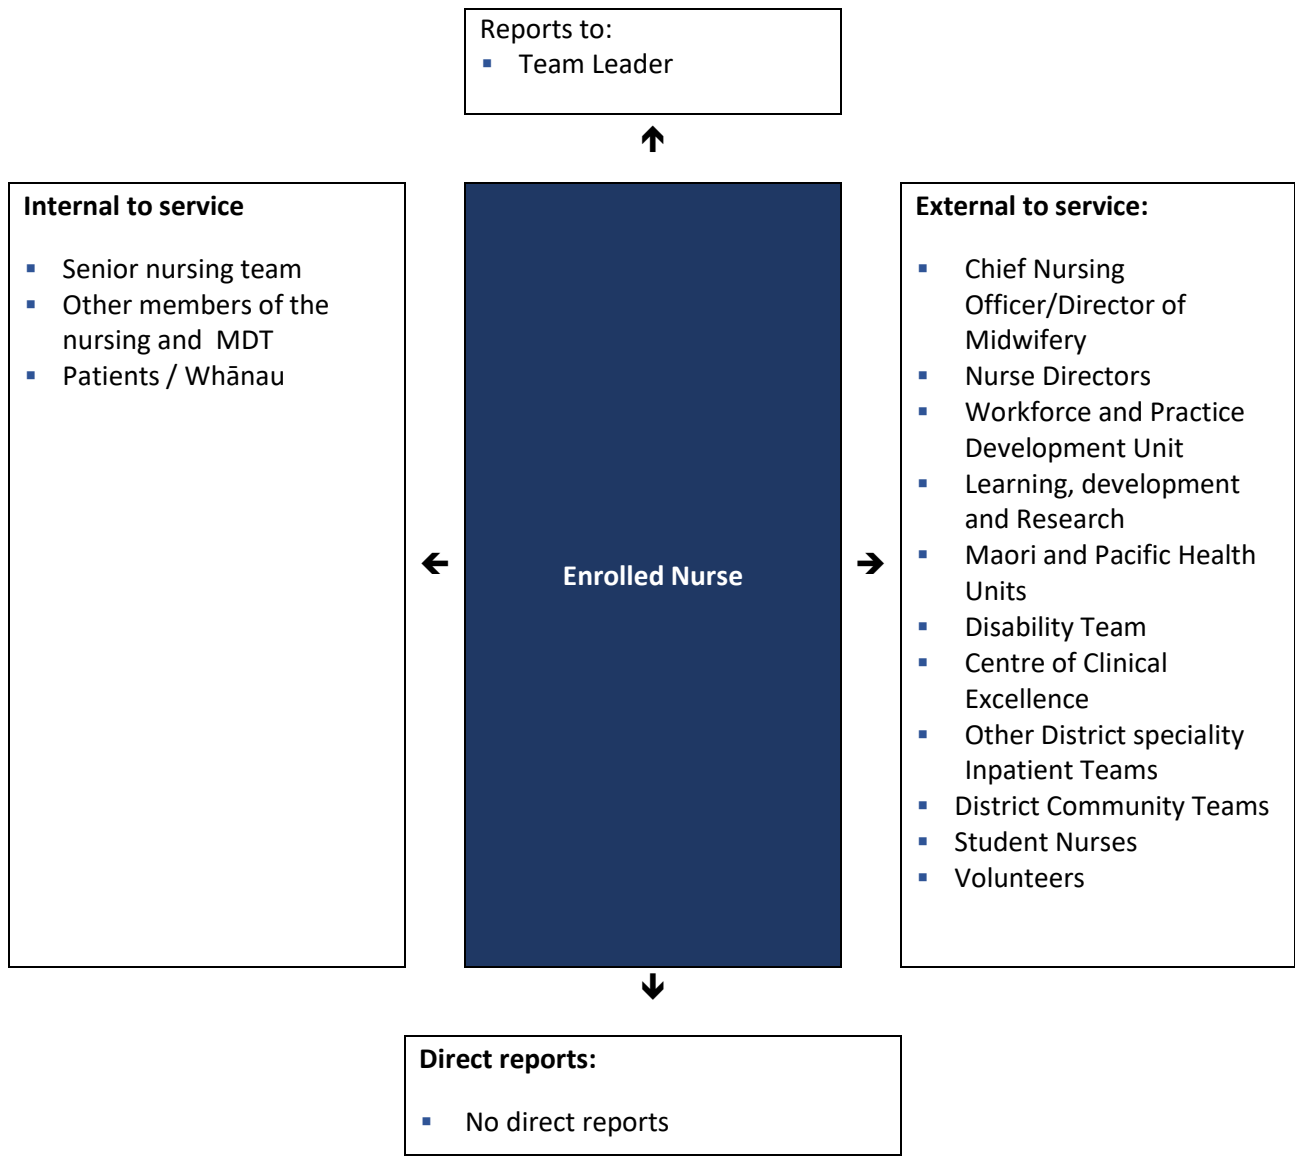 Reports to:
▪ Team Leader
Internal to service
▪ Senior nursing team
▪ Other members of the
nursing and  MDT
▪ Patients / Whānau
Enrolled Nurse
External to service:
▪ Chief Nursing
Officer/Director of
Midwifery
▪ Nurse Directors
▪ Workforce and Practice
Development Unit
▪ Learning, development
and Research
▪ Maori and Pacific Health
Units
▪ Disability Team
▪ Centre of Clinical
Excellence
▪ Other District speciality
Inpatient Teams
▪ District Community Teams
▪ Student Nurses
▪ Volunteers
Direct reports:
▪ No direct reports